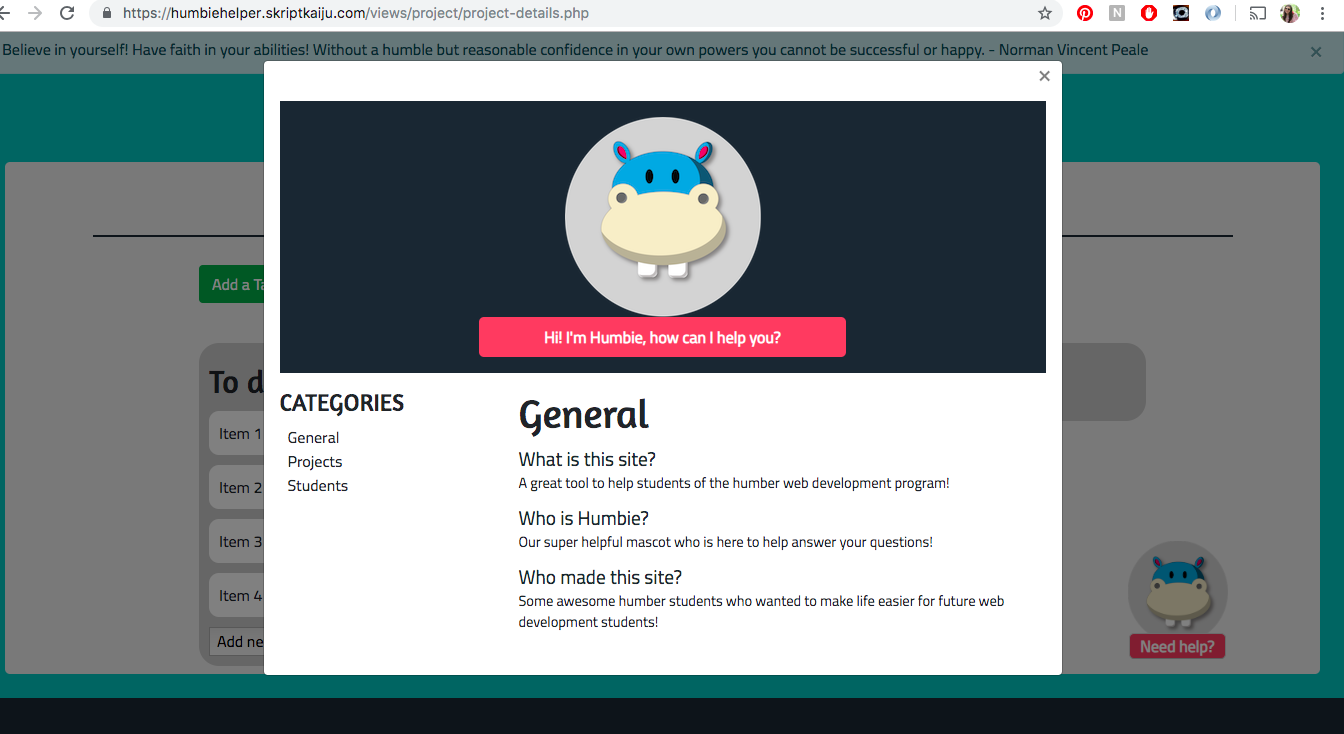 https://humbiehelper.skriptkaiju.com/views/project/project-details.php
N
Believe in yourself! Have faith in your abilities! Without a humble but reasonable confidence in your own powers you cannot be successful or happy. - Norman Vincent Peale
×
×
Hi! I'm Humbie, how can I help you?
Add a Ta
To d
Item 1
Item 2
Item 3
Item 4
Add ne
CATEGORIES
General
Projects
Students
General
What is this site?
A great tool to help students of the humber web development program!
Who is Humbie?
Our super helpful mascot who is here to help answer your questions!
Who made this site?
Some awesome humber students who wanted to make life easier for future web
development students!
Need help?